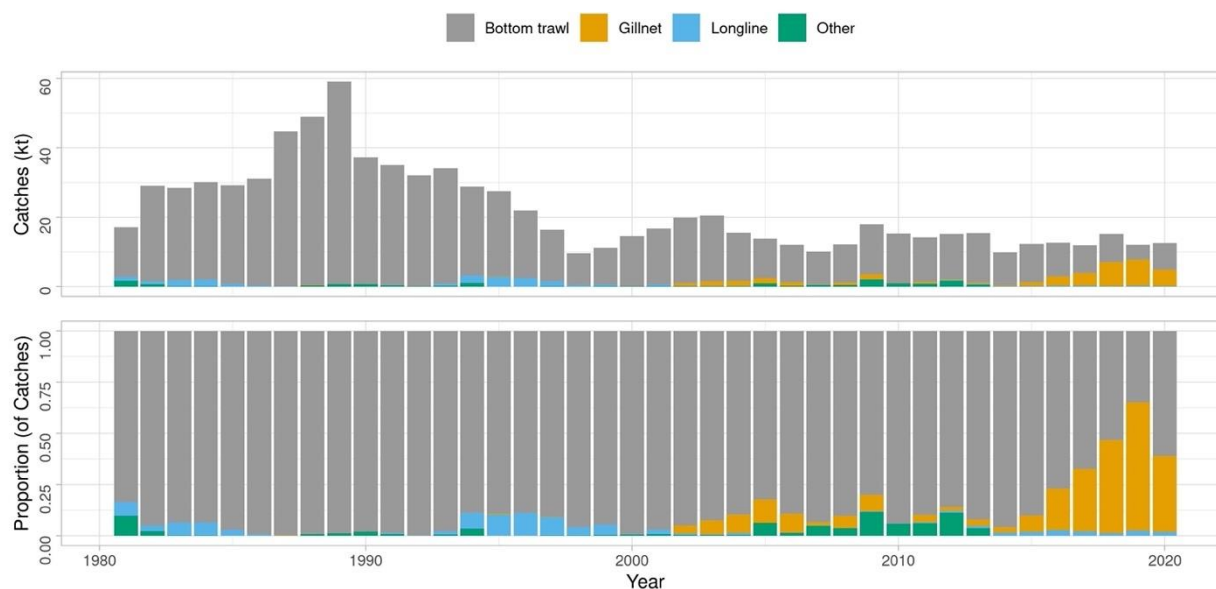 Bottom trawl Gillnet Longline Other
Catches (kt)
60
40
20
0
Proportion (of Catches)
1.00
0.75
0.50
0.25
0.00
1980 1990 2000 2010 2020
Year